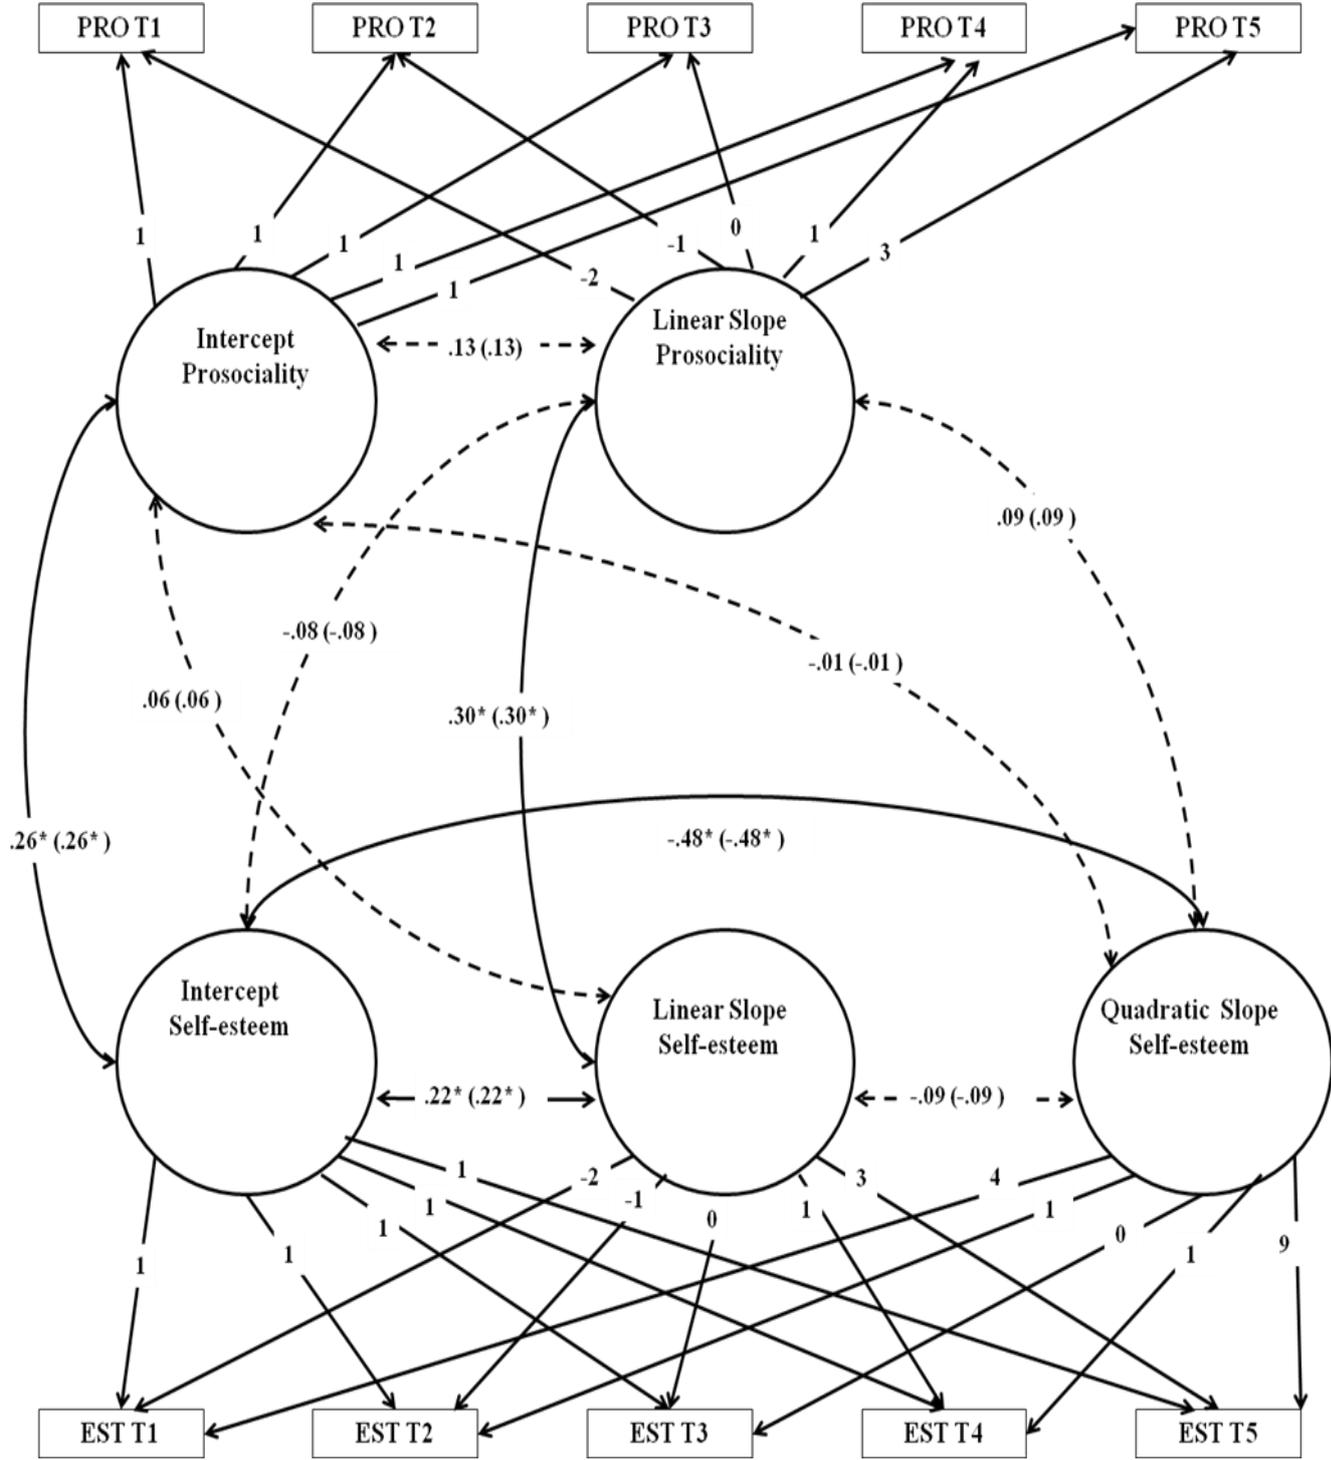 PRO T1
PRO T2
PRO T3
PRO T4
PRO T5
1
1
1
1
1
-2
-1
0
1
3
Intercept
Prosociality
.13 (.13)
Linear Slope
Prosociality
.09 (.09 )
-.08 (-.08 )
-.01 (-.01 )
.06 (.06 )
.30* (.30* )
.26* (.26* )
-.48* (-.48* )
Intercept
Self-esteem
Linear Slope
Self-esteem
Quadratic Slope
Self-esteem
.22* (.22* )
-.09 (-.09 )
1
1
1
1
1
-2
-1
0
1
3
4
1
0
1
9
EST T1
EST T2
EST T3
EST T4
EST T5